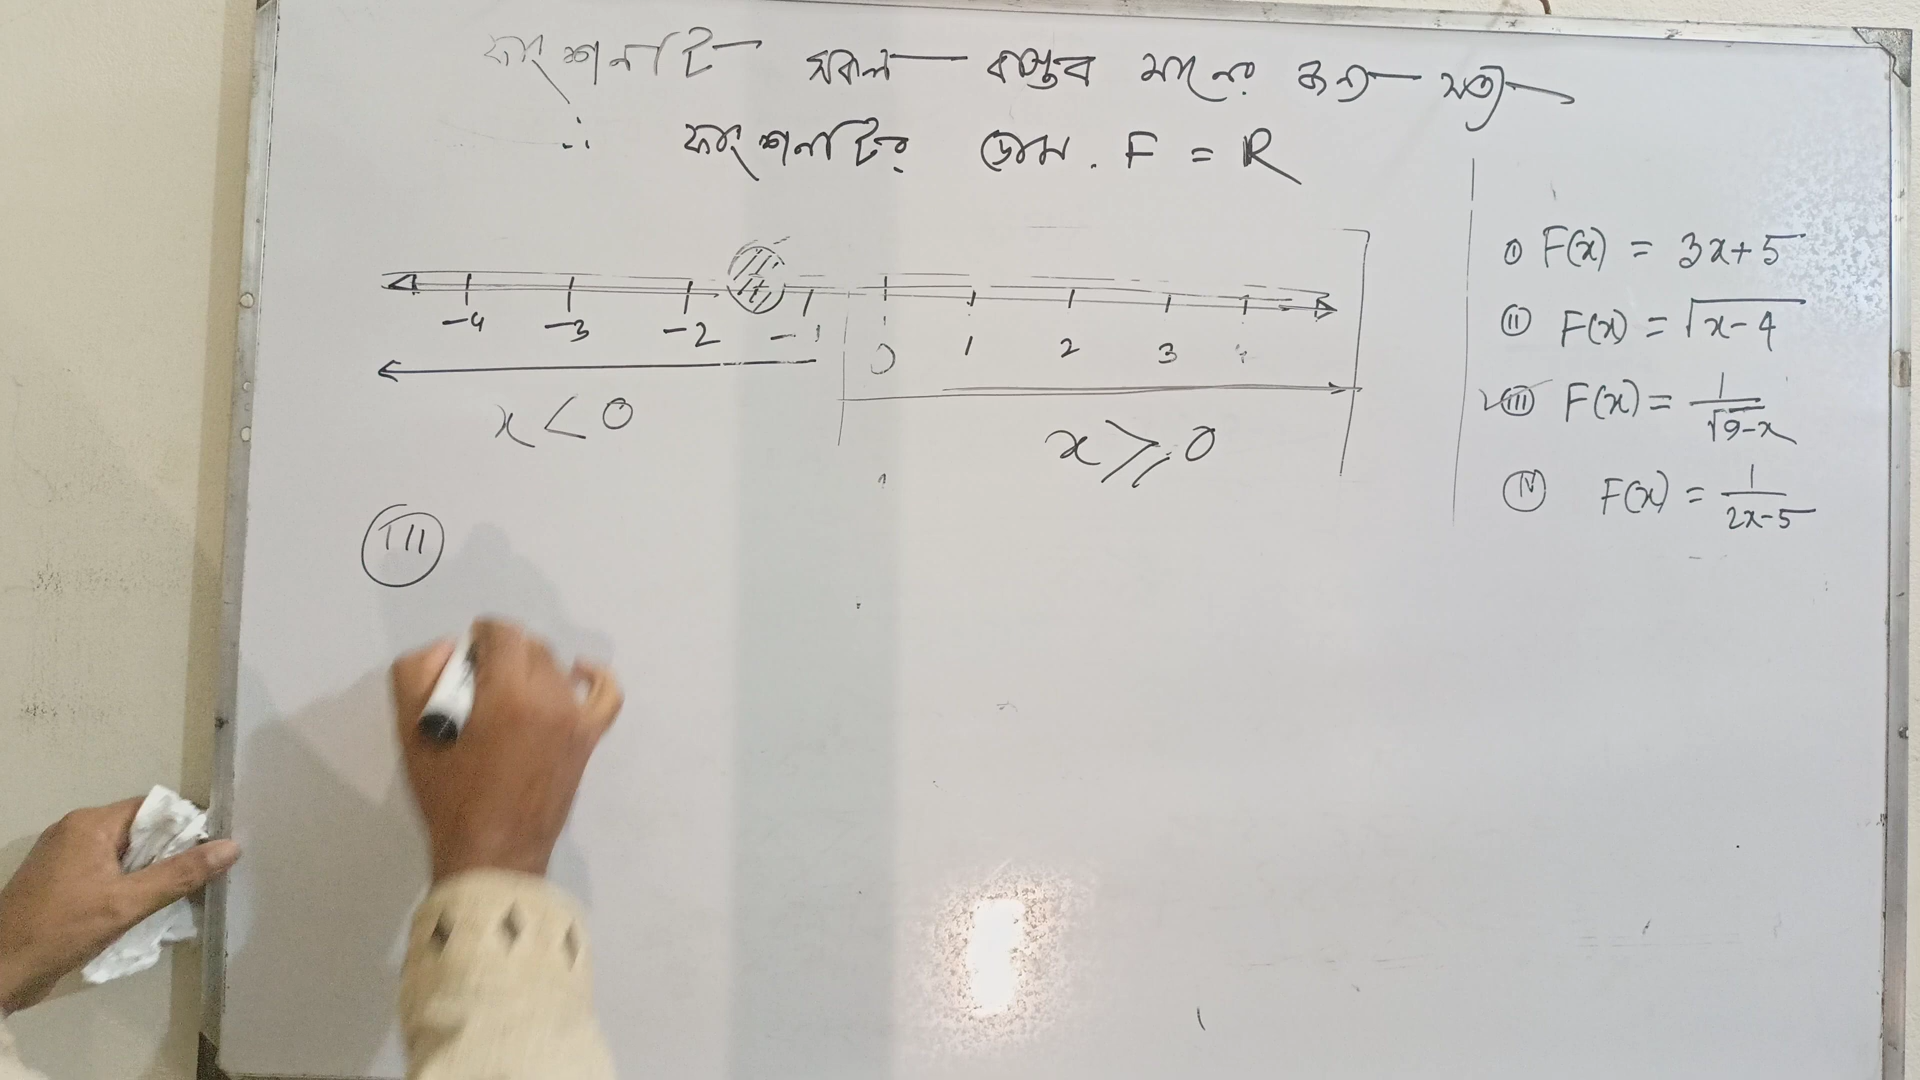 ফাংশনটি সকল বাস্তব মানের জন্য সত্য
∴ ফাংশনটির ডোম. F = R
-4 -3 -2 -1 0 1 2 3 4
x < 0
x ≥ 0
(III)
(I) F(x) = 3x+5
(II) F(x) = √x-4
(III) F(x) = 1/√9-x
(IV) F(x) = 1/2x-5